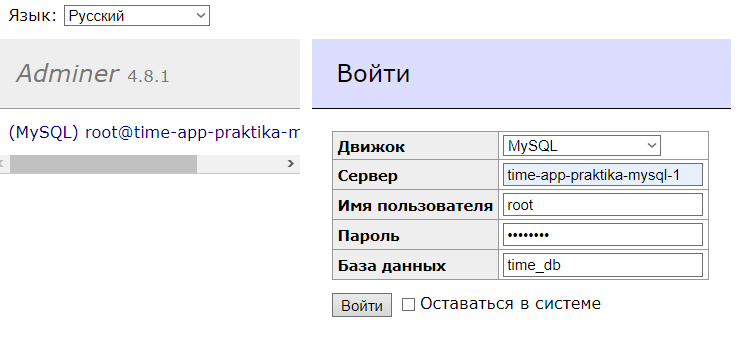 Язык: Русский
Adminer 4.8.1
(MySQL) root@time-app-praktika-m
Войти
Движок MySQL
Сервер time-app-praktika-mysql-1
Имя пользователя root
Пароль ••••••••
База данных time_db
Войти Оставаться в системе